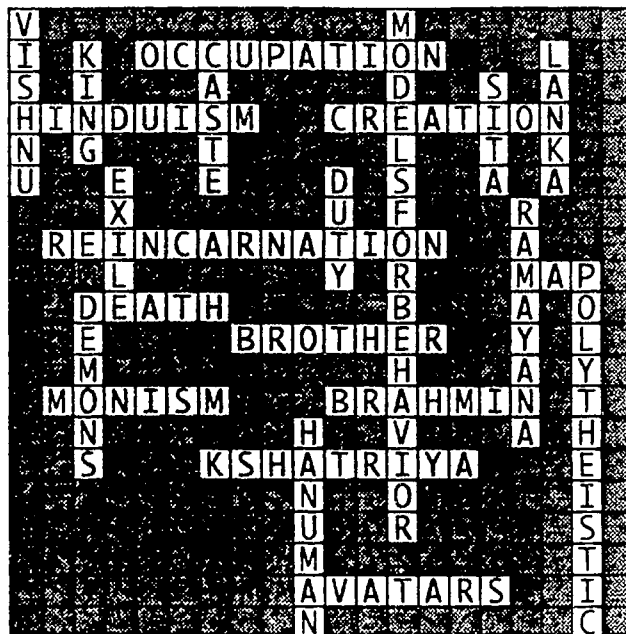 VISHNU
MODELSFORBEHAVIOR
KING
OCCUPATION
CASTE
LANKA
SITA
HINDUISM
CREATION
EXILE
DUTY
RAMAYANA
REINCARNATION
MAP
POLYTHEISTIC
DEATH
DEMONS
BROTHER
MONISM
BRAHMIN
HANUMAN
KSHATRIYA
AVATARS